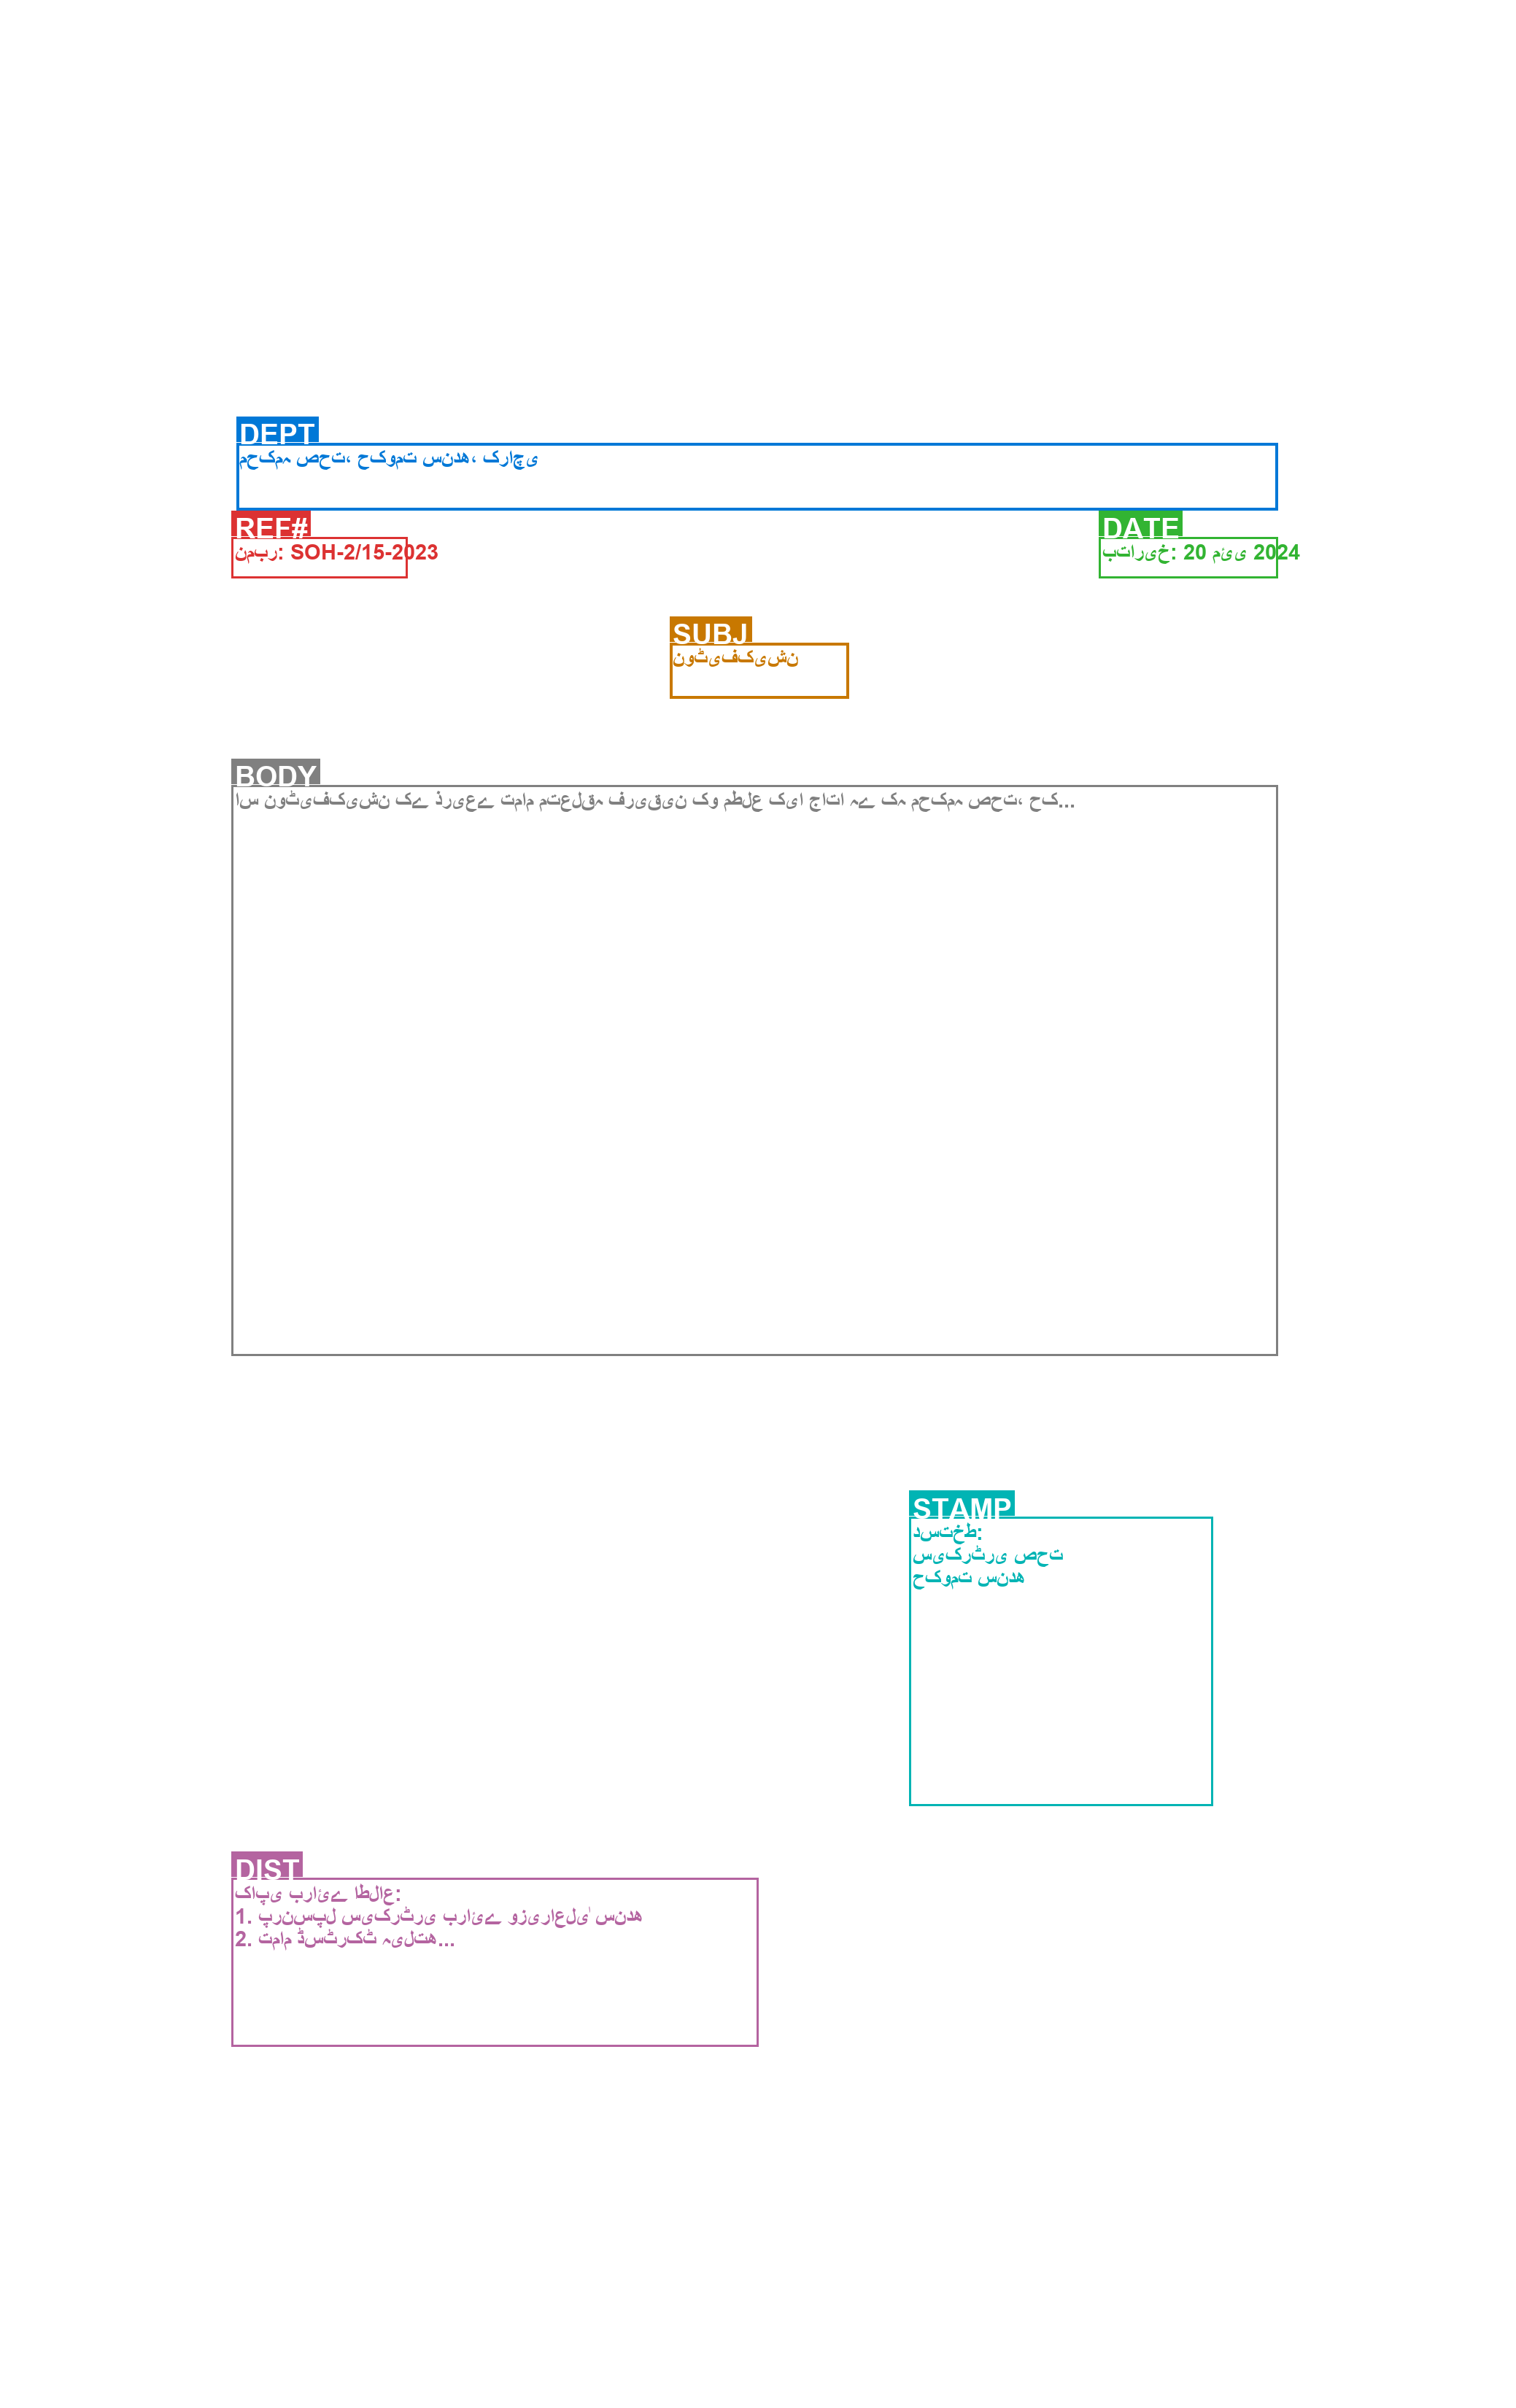 DEPT
محکمہ صحت، حکومت سندھ، کراچی
REF#
نمبر: SOH-2/15-2023
DATE
بتاریخ: 20 مئی 2024
SUBJ
نوٹیفکیشن
BODY
اس نوٹیفکیشن کے ذریعے تمام متعلقہ فریقین کو مطلع کیا جاتا ہے کہ محکمہ صحت، حک...
STAMP
دستخط:
سیکرٹری صحت
حکومت سندھ
DIST
کاپی برائے اطلاع:
1. پرنسپل سیکرٹری برائے وزیراعلیٰ سندھ
2. تمام ڈسٹرکٹ ہیلتھ...